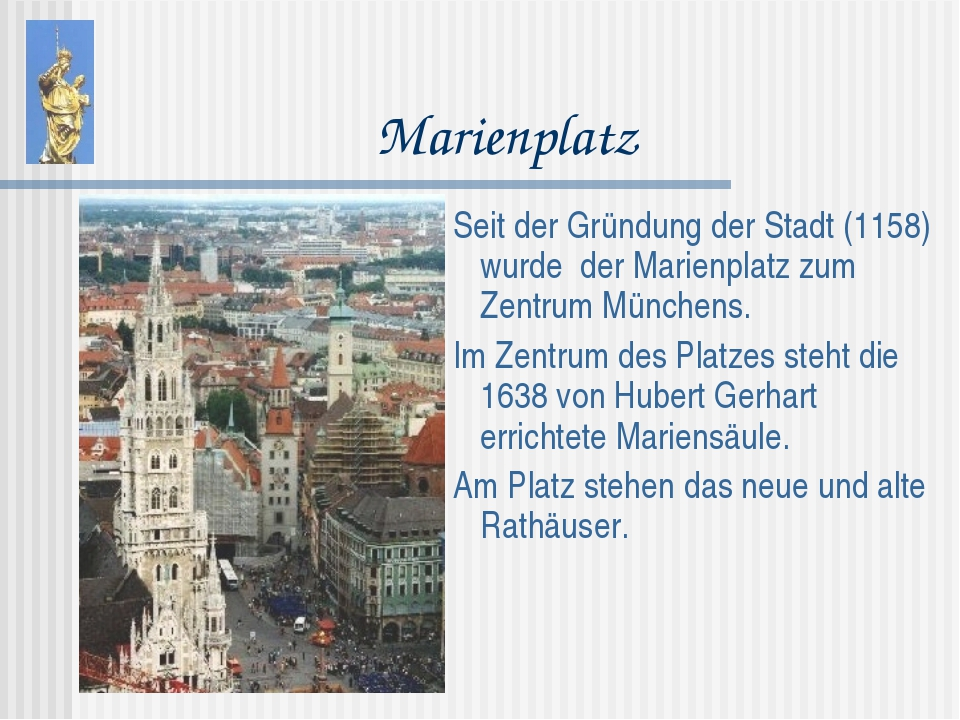 Marienplatz
Seit der Gründung der Stadt (1158)
wurde der Marienplatz zum
Zentrum Münchens.
Im Zentrum des Platzes steht die
1638 von Hubert Gerhart
errichtete Mariensäule.
Am Platz stehen das neue und alte
Rathäuser.